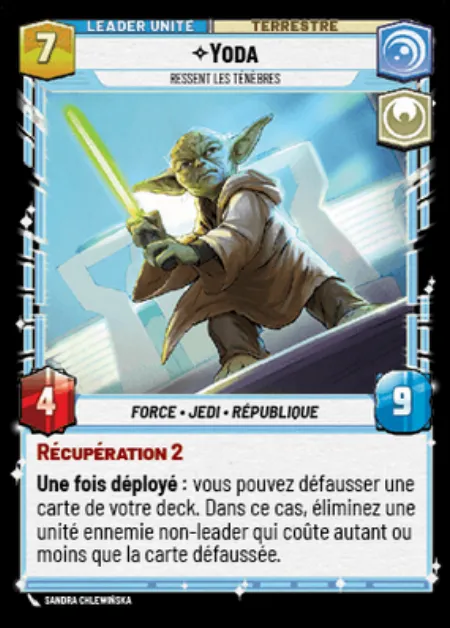 LEADER UNITÉ
TERRESTRE
7
YODA
RESSENT LES TÉNÈBRES
4
FORCE • JEDI • RÉPUBLIQUE
9
RÉCUPÉRATION 2
Une fois déployé : vous pouvez défausser une
carte de votre deck. Dans ce cas, éliminez une
unité ennemie non-leader qui coûte autant ou
moins que la carte défaussée.
SANDRA CHLEWIŃSKA